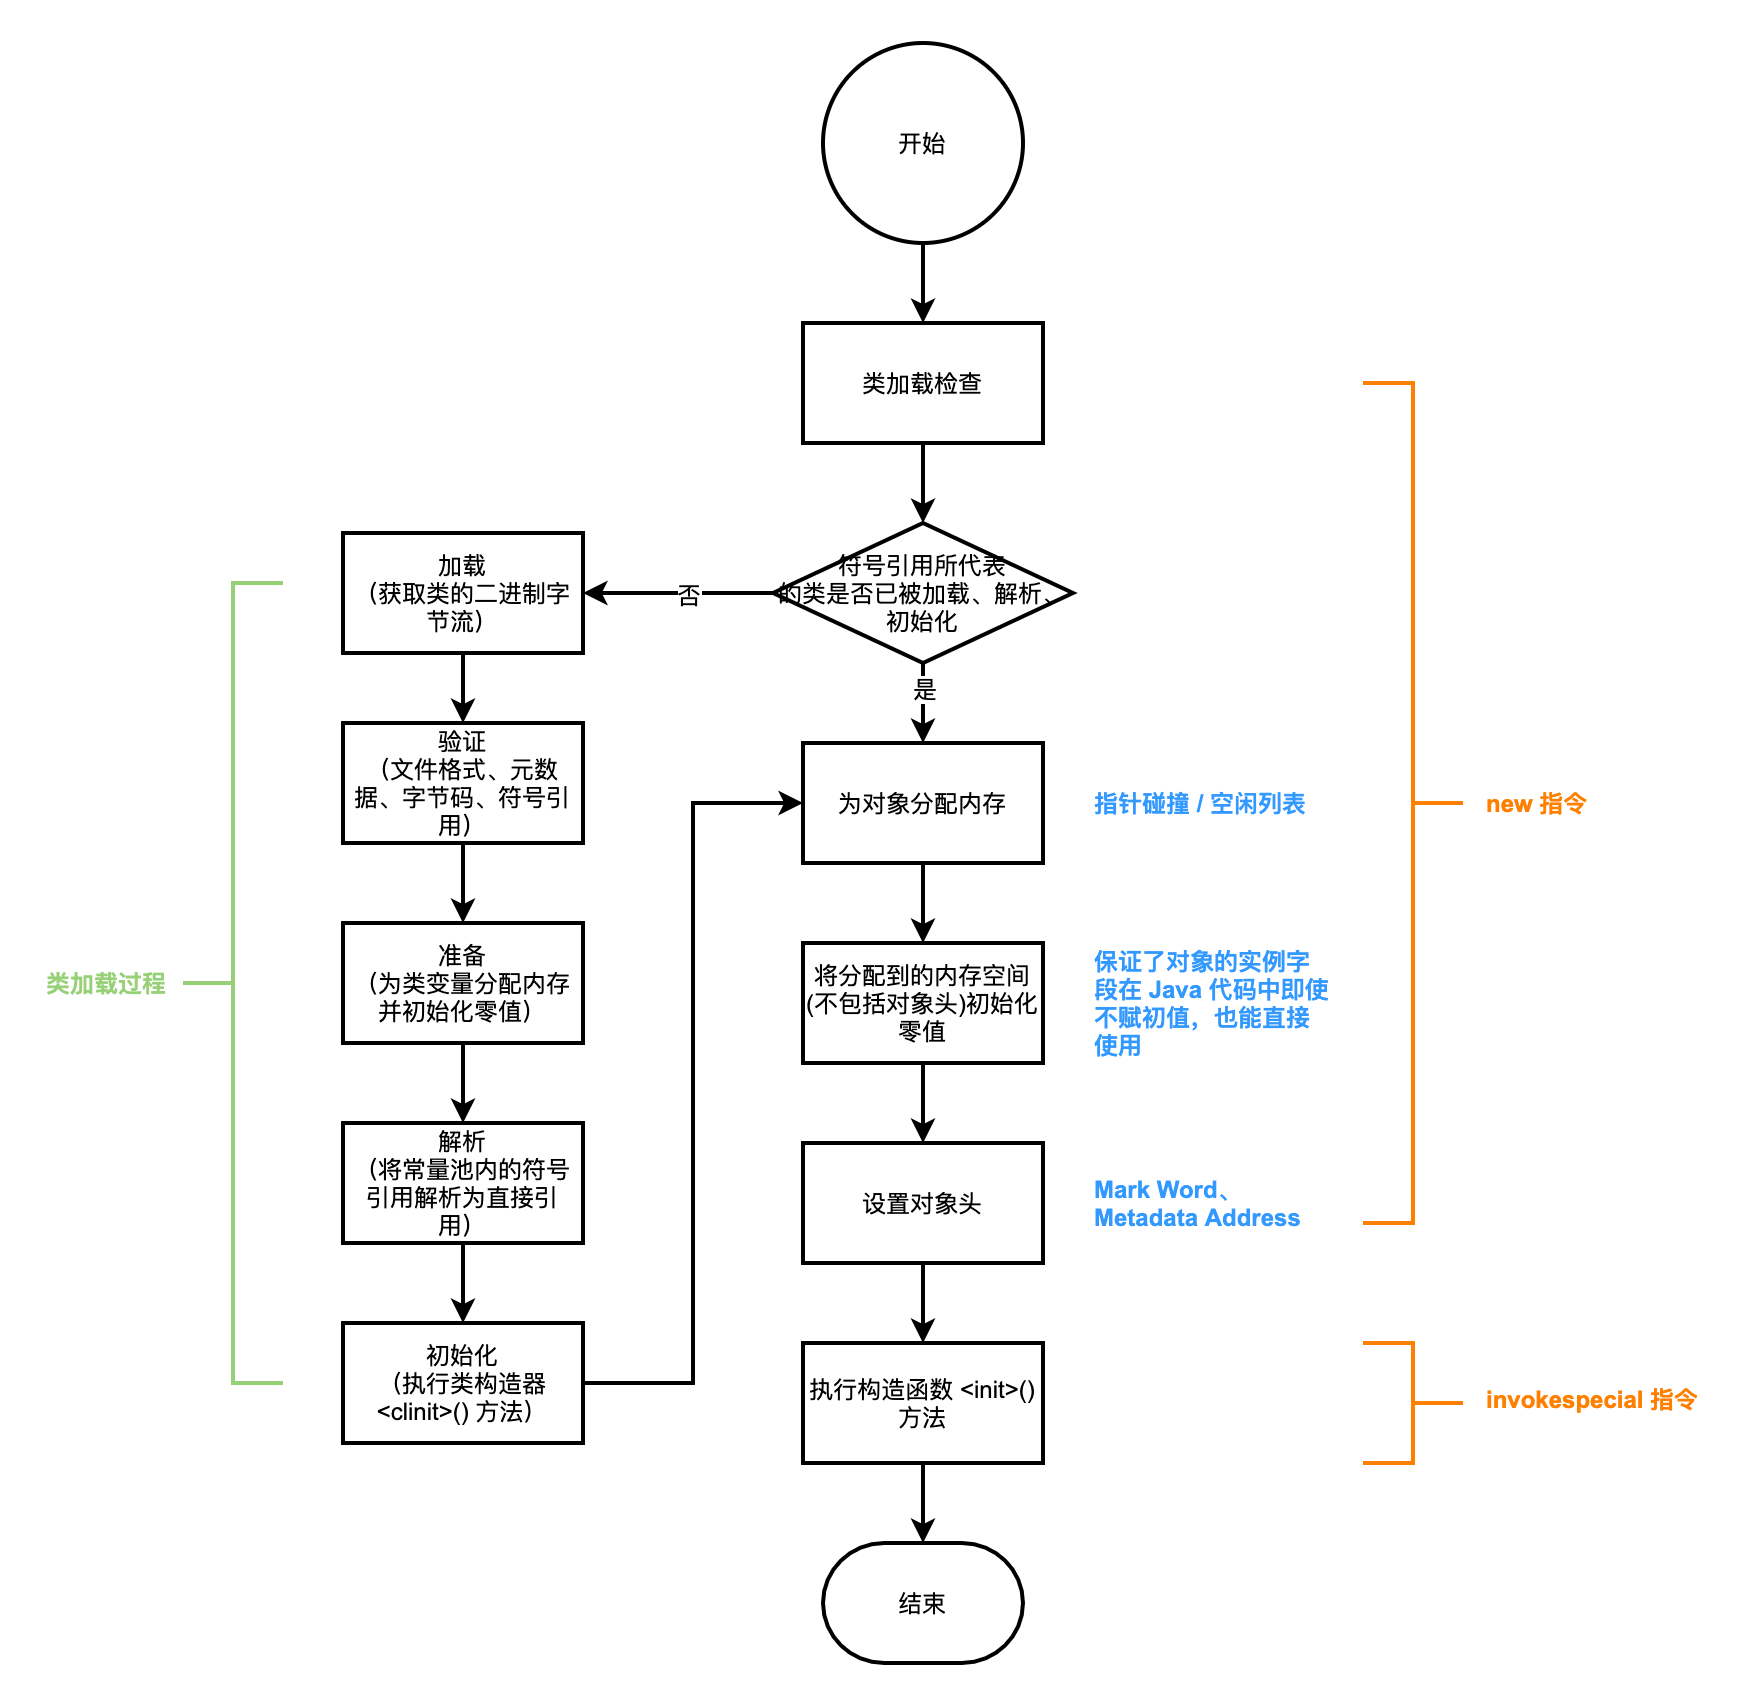 开始
类加载检查
符号引用所代表
的类是否已被加载、解析、
初始化
否
是
加载
（获取类的二进制字
节流）
验证
（文件格式、元数
据、字节码、符号引
用）
准备
（为类变量分配内存
并初始化零值）
解析
（将常量池内的符号
引用解析为直接引
用）
初始化
（执行类构造器
<clinit>() 方法）
类加载过程
为对象分配内存
指针碰撞 / 空闲列表
new 指令
将分配到的内存空间
(不包括对象头)初始化
零值
保证了对象的实例字
段在 Java 代码中即使
不赋初值，也能直接
使用
设置对象头
Mark Word、
Metadata Address
执行构造函数 <init>()
方法
invokespecial 指令
结束